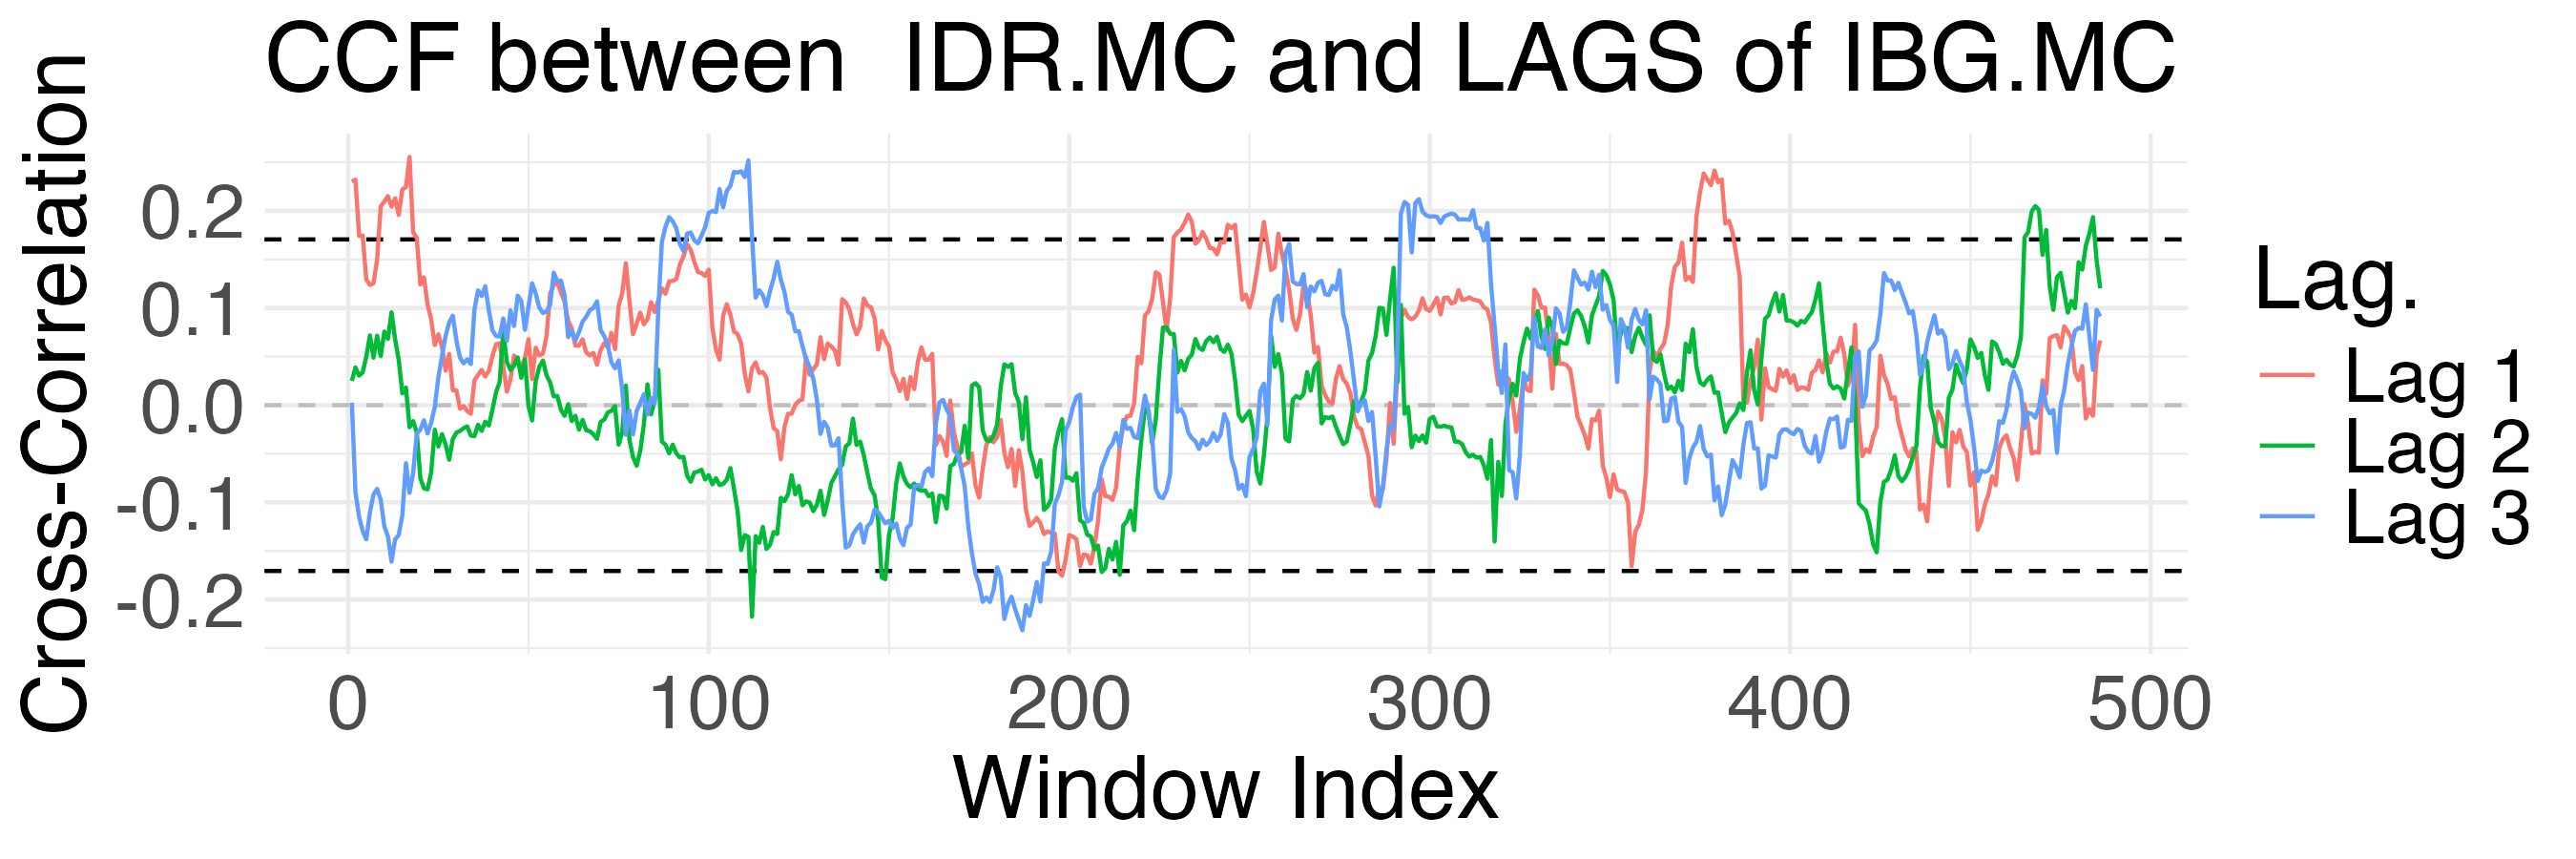 CCF between  IDR.MC and LAGS of IBG.MC
Cross-Correlation
0.2
0.1
0.0
-0.1
-0.2
0 100 200 300 400 500
Window Index
Lag.
Lag 1
Lag 2
Lag 3